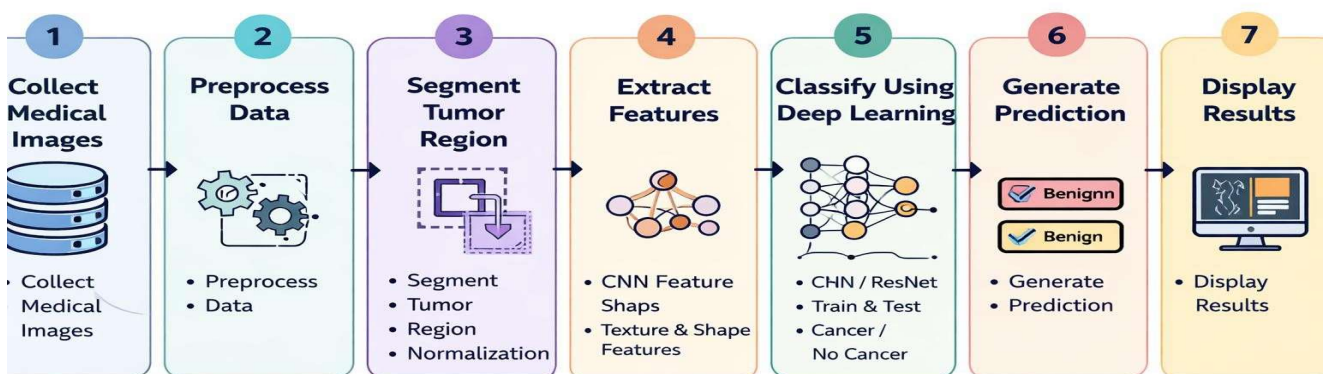 1
Collect
Medical
Images
• Collect
Medical
Images
2
Preprocess
Data
• Preprocess
• Data
3
Segment
Tumor
Region
• Segment
• Tumor
• Region
• Normalization
4
Extract
Features
• CNN Feature
Shaps
• Texture & Shape
Features
5
Classify Using
Deep Learning
• CHN / ResNet
• Train & Test
• Cancer /
No Cancer
6
Generate
Prediction
Benignn
Benign
• Generate
• Prediction
7
Display
Results
• Display
Results